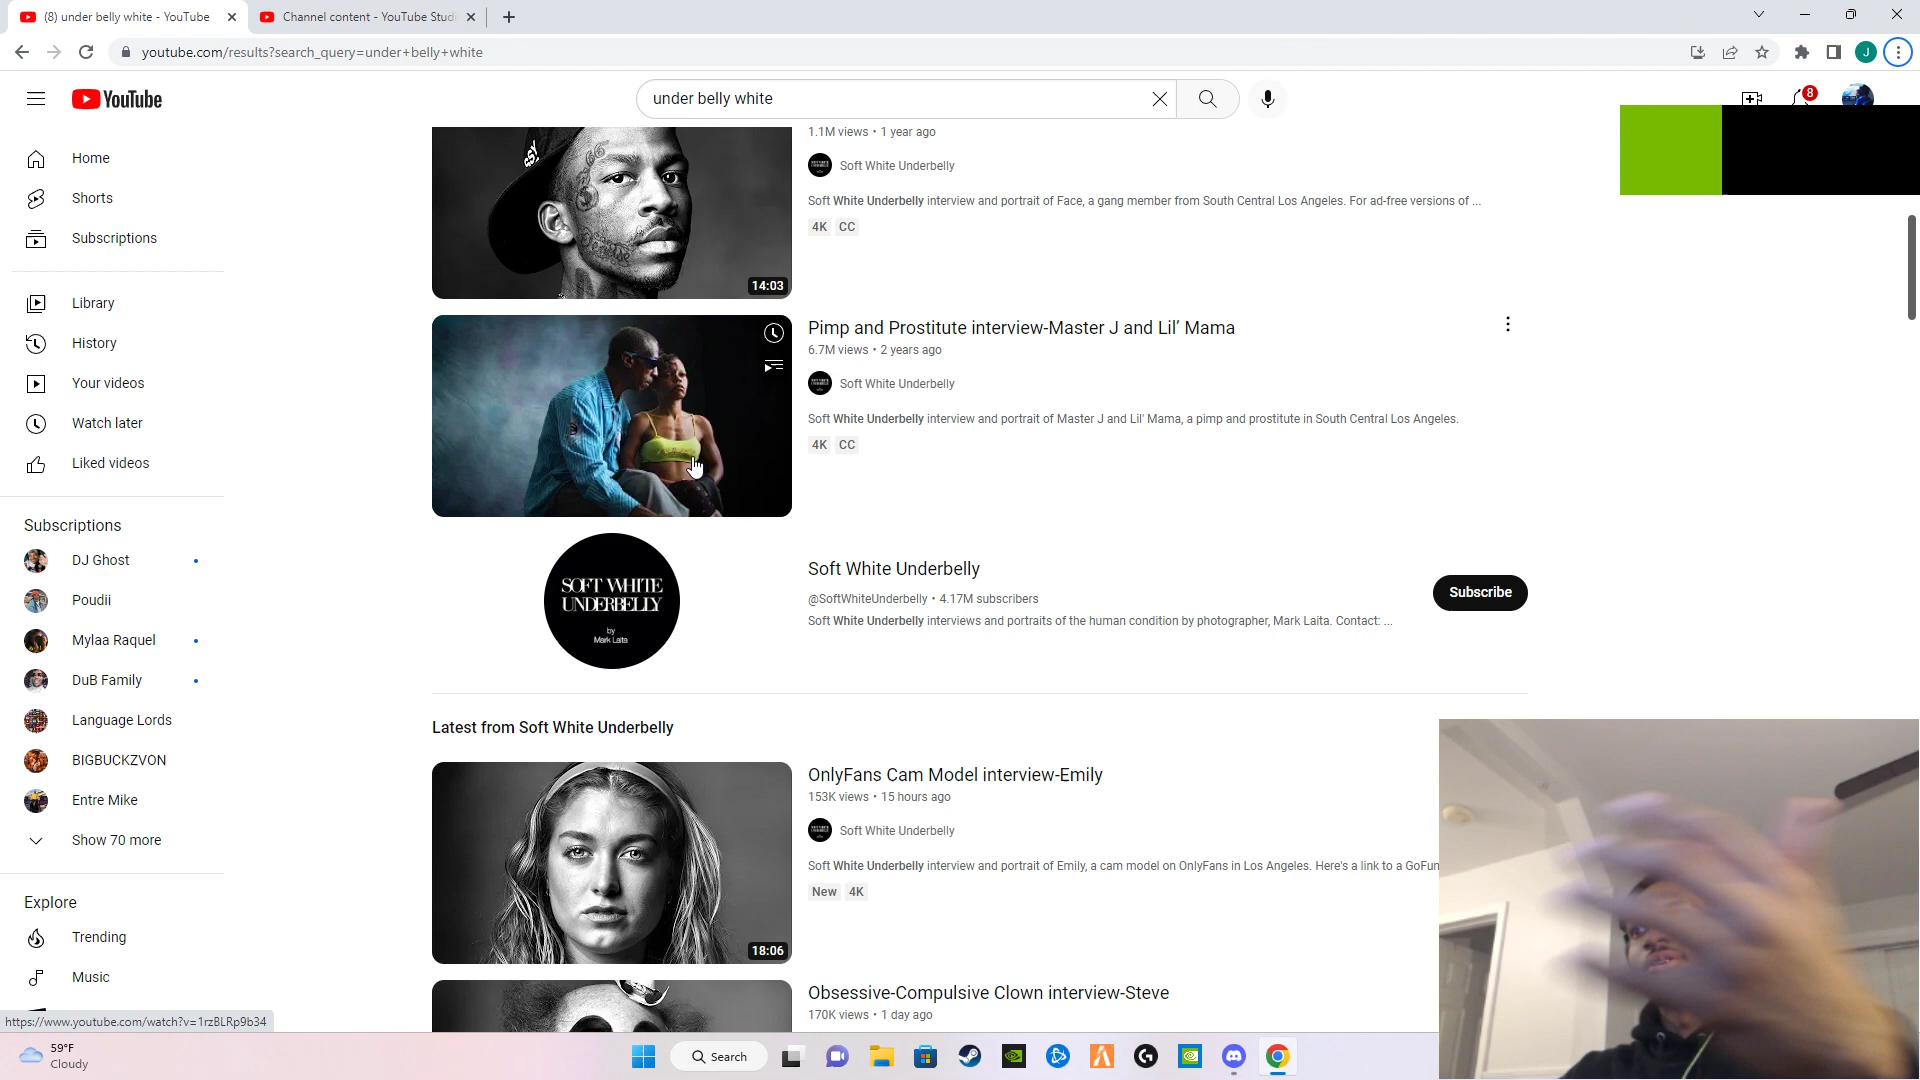 (8) under belly white - YouTube
Channel content - YouTube Studi
youtube.com/results?search_query=under+belly+white
J
YouTube
under belly white
8
Home
Shorts
Subscriptions
Library
History
Your videos
Watch later
Liked videos
Subscriptions
DJ Ghost
Poudii
Mylaa Raquel
DuB Family
Language Lords
BIGBUCKZVON
Entre Mike
Show 70 more
Explore
Trending
Music
https://www.youtube.com/watch?v=1rzBLRp9b34
14:03
1.1M views • 1 year ago
Soft White Underbelly
Soft White Underbelly interview and portrait of Face, a gang member from South Central Los Angeles. For ad-free versions of ...
4K CC
Pimp and Prostitute interview-Master J and Lil’ Mama
6.7M views • 2 years ago
Soft White Underbelly
Soft White Underbelly interview and portrait of Master J and Lil' Mama, a pimp and prostitute in South Central Los Angeles.
4K CC
SOFT WHITE
UNDERBELLY
by
Mark Laita
Soft White Underbelly
@SoftWhiteUnderbelly • 4.17M subscribers
Soft White Underbelly interviews and portraits of the human condition by photographer, Mark Laita. Contact: ...
Subscribe
Latest from Soft White Underbelly
18:06
OnlyFans Cam Model interview-Emily
153K views • 15 hours ago
Soft White Underbelly
Soft White Underbelly interview and portrait of Emily, a cam model on OnlyFans in Los Angeles. Here's a link to a GoFun
New 4K
Obsessive-Compulsive Clown interview-Steve
170K views • 1 day ago
59°F
Cloudy
Search